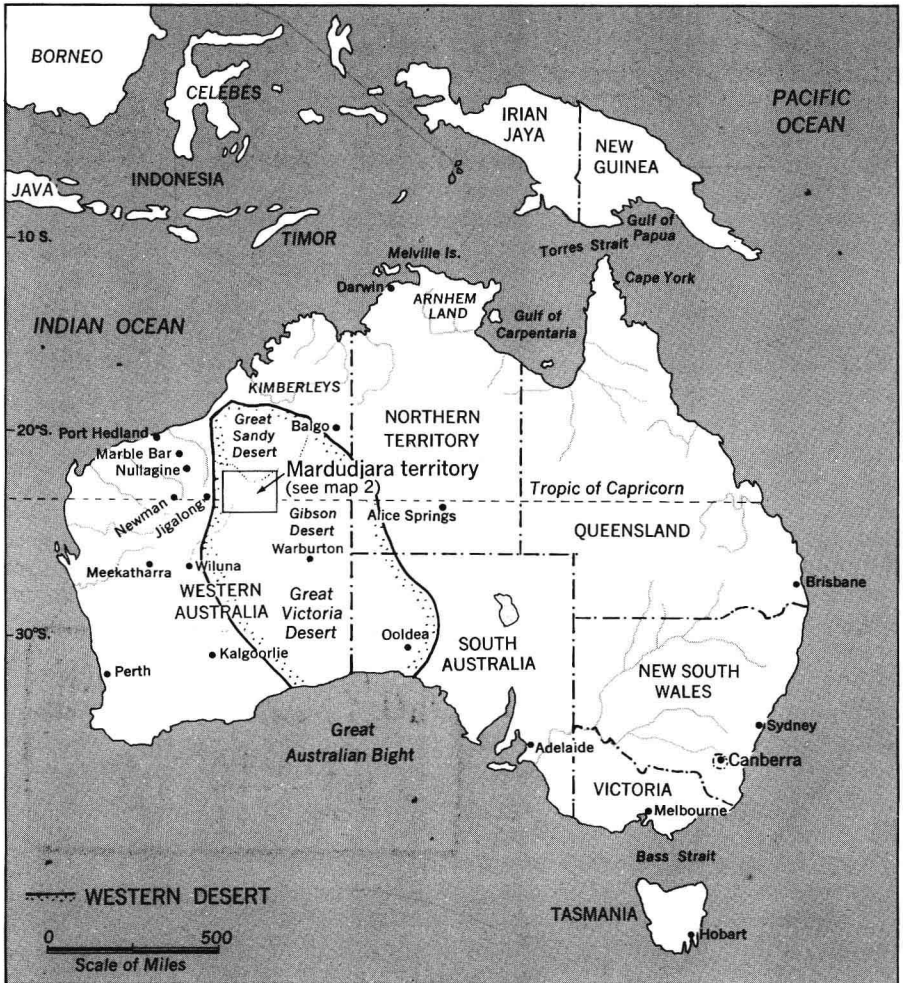 BORNEO
CELEBES
IRIAN
JAYA
NEW
GUINEA
PACIFIC
OCEAN
JAVA
INDONESIA
TIMOR
Gulf of
Papua
Torres Strait
10 S.
Melville Is.
Cape York
Darwin
ARNHEM
LAND
Gulf of
Carpentaria
INDIAN OCEAN
KIMBERLEYS
20°S.
Port Hedland
Great
Sandy
Desert
Balgo
NORTHERN
TERRITORY
Marble Bar
Nullagine
Mardudjara territory
(see map 2)
Tropic of Capricorn
Newman
Jigalong
Gibson
Desert
Alice Springs
QUEENSLAND
Warburton
Meekatharra
Wiluna
WESTERN
AUSTRALIA
Great
Victoria
Desert
Brisbane
30°S.
Ooldea
SOUTH
AUSTRALIA
Kalgoorlie
Perth
NEW SOUTH
WALES
Sydney
Great
Australian Bight
Adelaide
Canberra
VICTORIA
Melbourne
Bass Strait
WESTERN DESERT
TASMANIA
Hobart
0 500
Scale of Miles